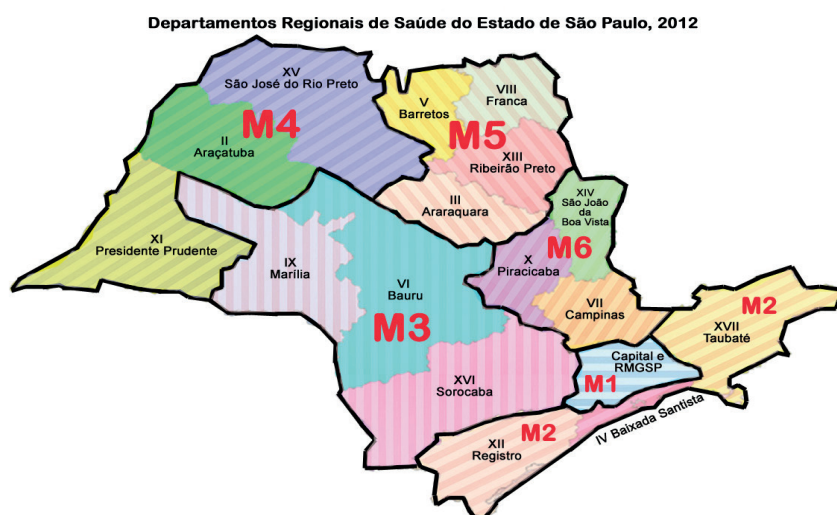 Departamentos Regionais de Saúde do Estado de São Paulo, 2012
XV
São José do Rio Preto
V
Barretos
VIII
Franca
M4
M5
II
Araçatuba
XIII
Ribeirão Preto
XIV
São João
da
Boa Vista
III
Araraquara
XI
Presidente Prudente
IX
Marília
VI
Bauru
X
Piracicaba
M6
M3
VII
Campinas
M2
XVII
Taubaté
Capital e
RMGSP
M1
XVI
Sorocaba
IV Baixada Santista
M2
XII
Registro